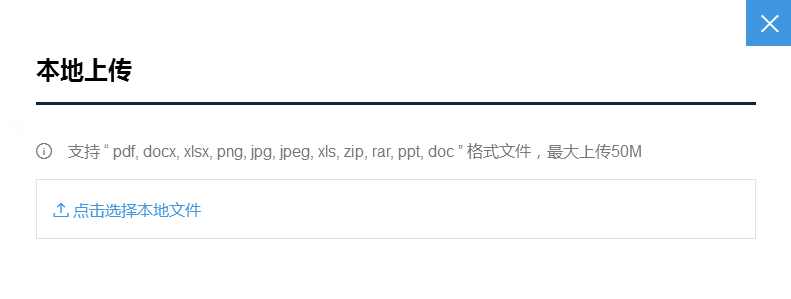 本地上传
支持 “ pdf, docx, xlsx, png, jpg, jpeg, xls, zip, rar, ppt, doc ” 格式文件，最大上传50M
点击选择本地文件